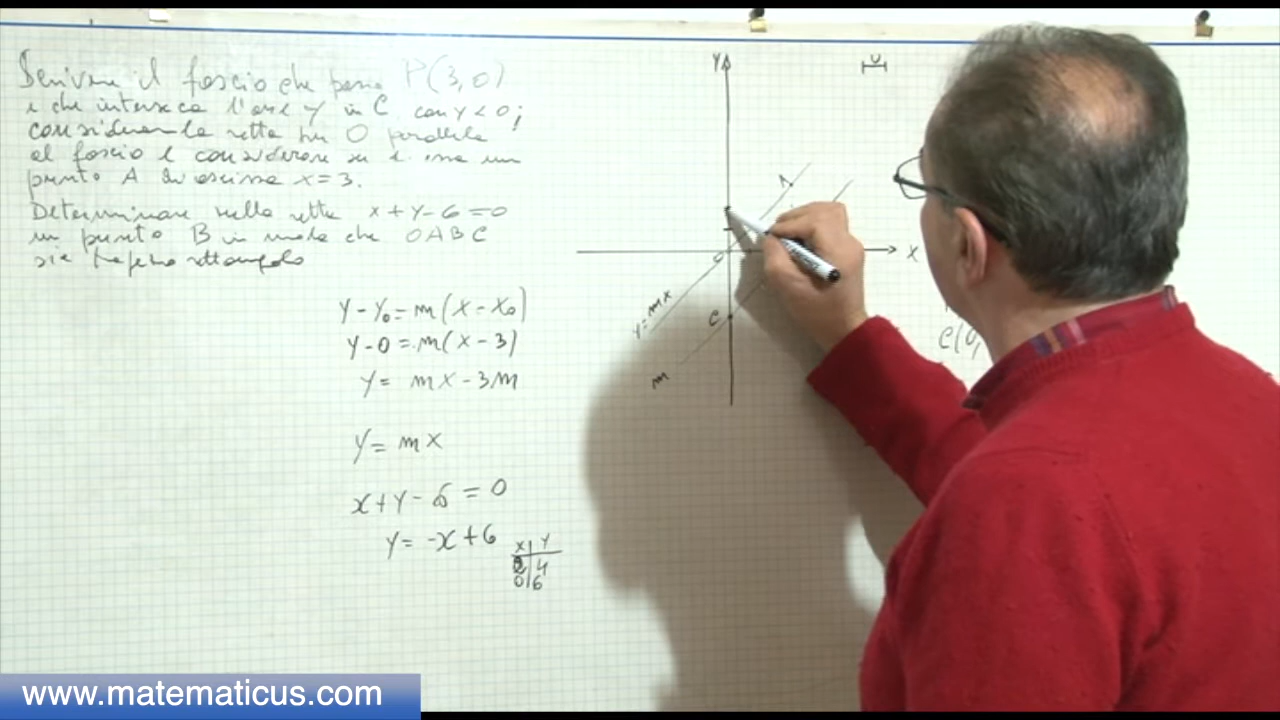 Scrivere il fascio che passa P(3,0)
e che interseca l'asse y in C con y<0;
considerare la retta per O parallela
al fascio e considerare su essa un
punto A di ascissa x=3.
Determinare sulla retta x+y-6=0
un punto B in modo che OABC
sia trapezio rettangolo
y-y₀=m(x-x₀)
y-0=m(x-3)
y= mx-3m
y=mx
x+y-6=0
y=-x+6
x y
2 4
0 6
y
u
A
x
O
y=mx
C
m
C(0,
www.matematicus.com